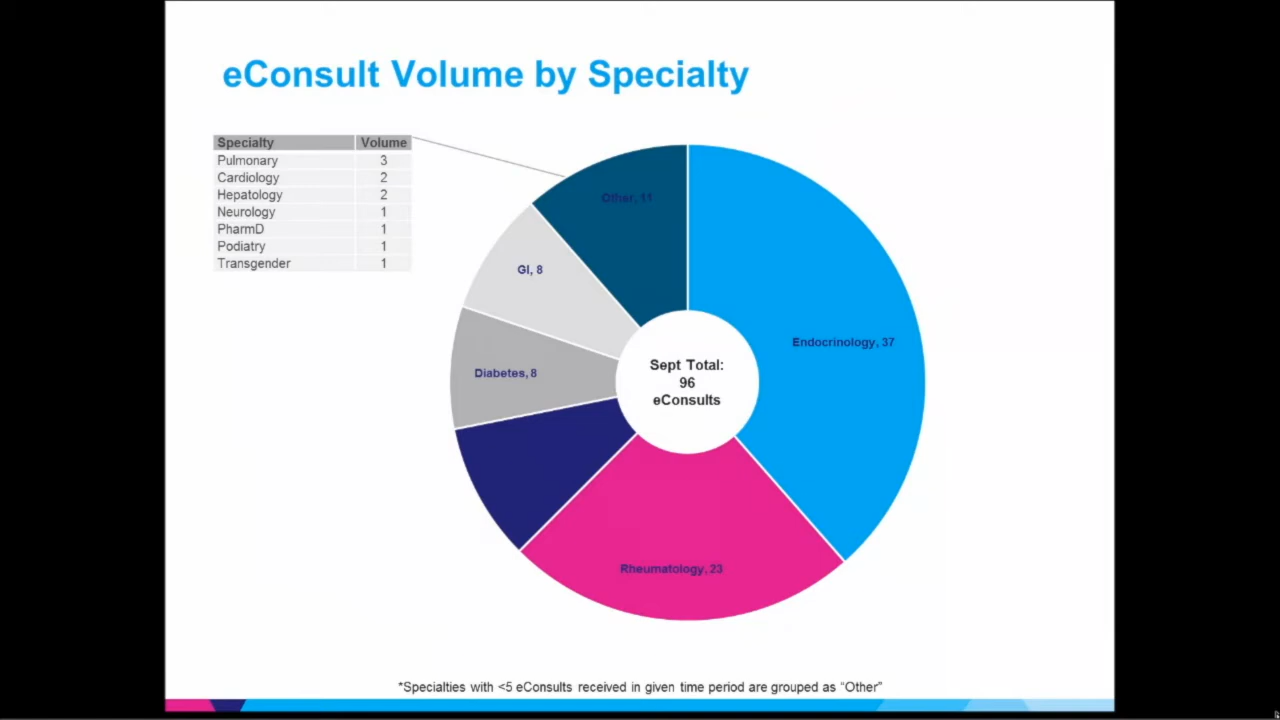 eConsult Volume by Specialty
Specialty Volume
Pulmonary 3
Cardiology 2
Hepatology 2
Neurology 1
PharmD 1
Podiatry 1
Transgender 1
Other, 11
GI, 8
Endocrinology, 37
Sept Total:
96
eConsults
Diabetes, 8
Rheumatology, 23
*Specialties with <5 eConsults received in given time period are grouped as “Other”